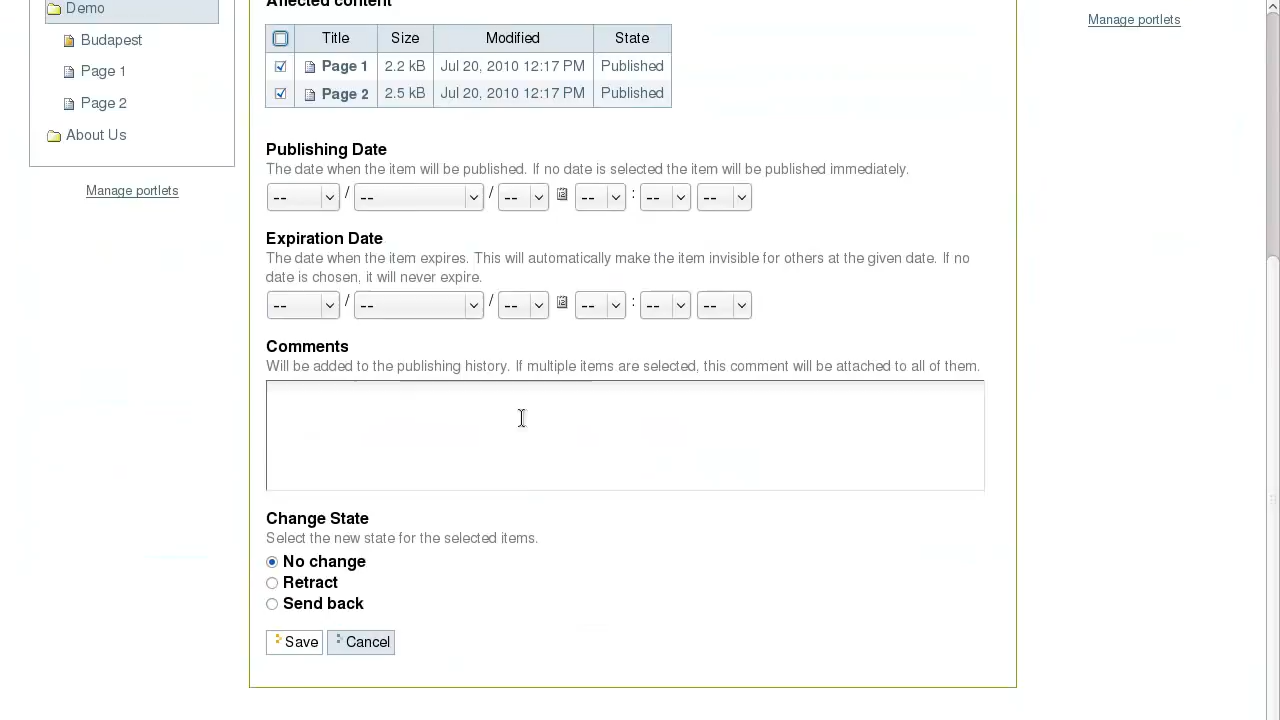 Demo
Budapest
Page 1
Page 2
About Us
Manage portlets
Affected content
Title Size Modified State
Page 1 2.2 kB Jul 20, 2010 12:17 PM Published
Page 2 2.5 kB Jul 20, 2010 12:17 PM Published
Publishing Date
The date when the item will be published. If no date is selected the item will be published immediately.
-- / -- / -- -- : -- --
Expiration Date
The date when the item expires. This will automatically make the item invisible for others at the given date. If no
date is chosen, it will never expire.
-- / -- / -- -- : -- --
Comments
Will be added to the publishing history. If multiple items are selected, this comment will be attached to all of them.
Change State
Select the new state for the selected items.
No change
Retract
Send back
Save Cancel
Manage portlets